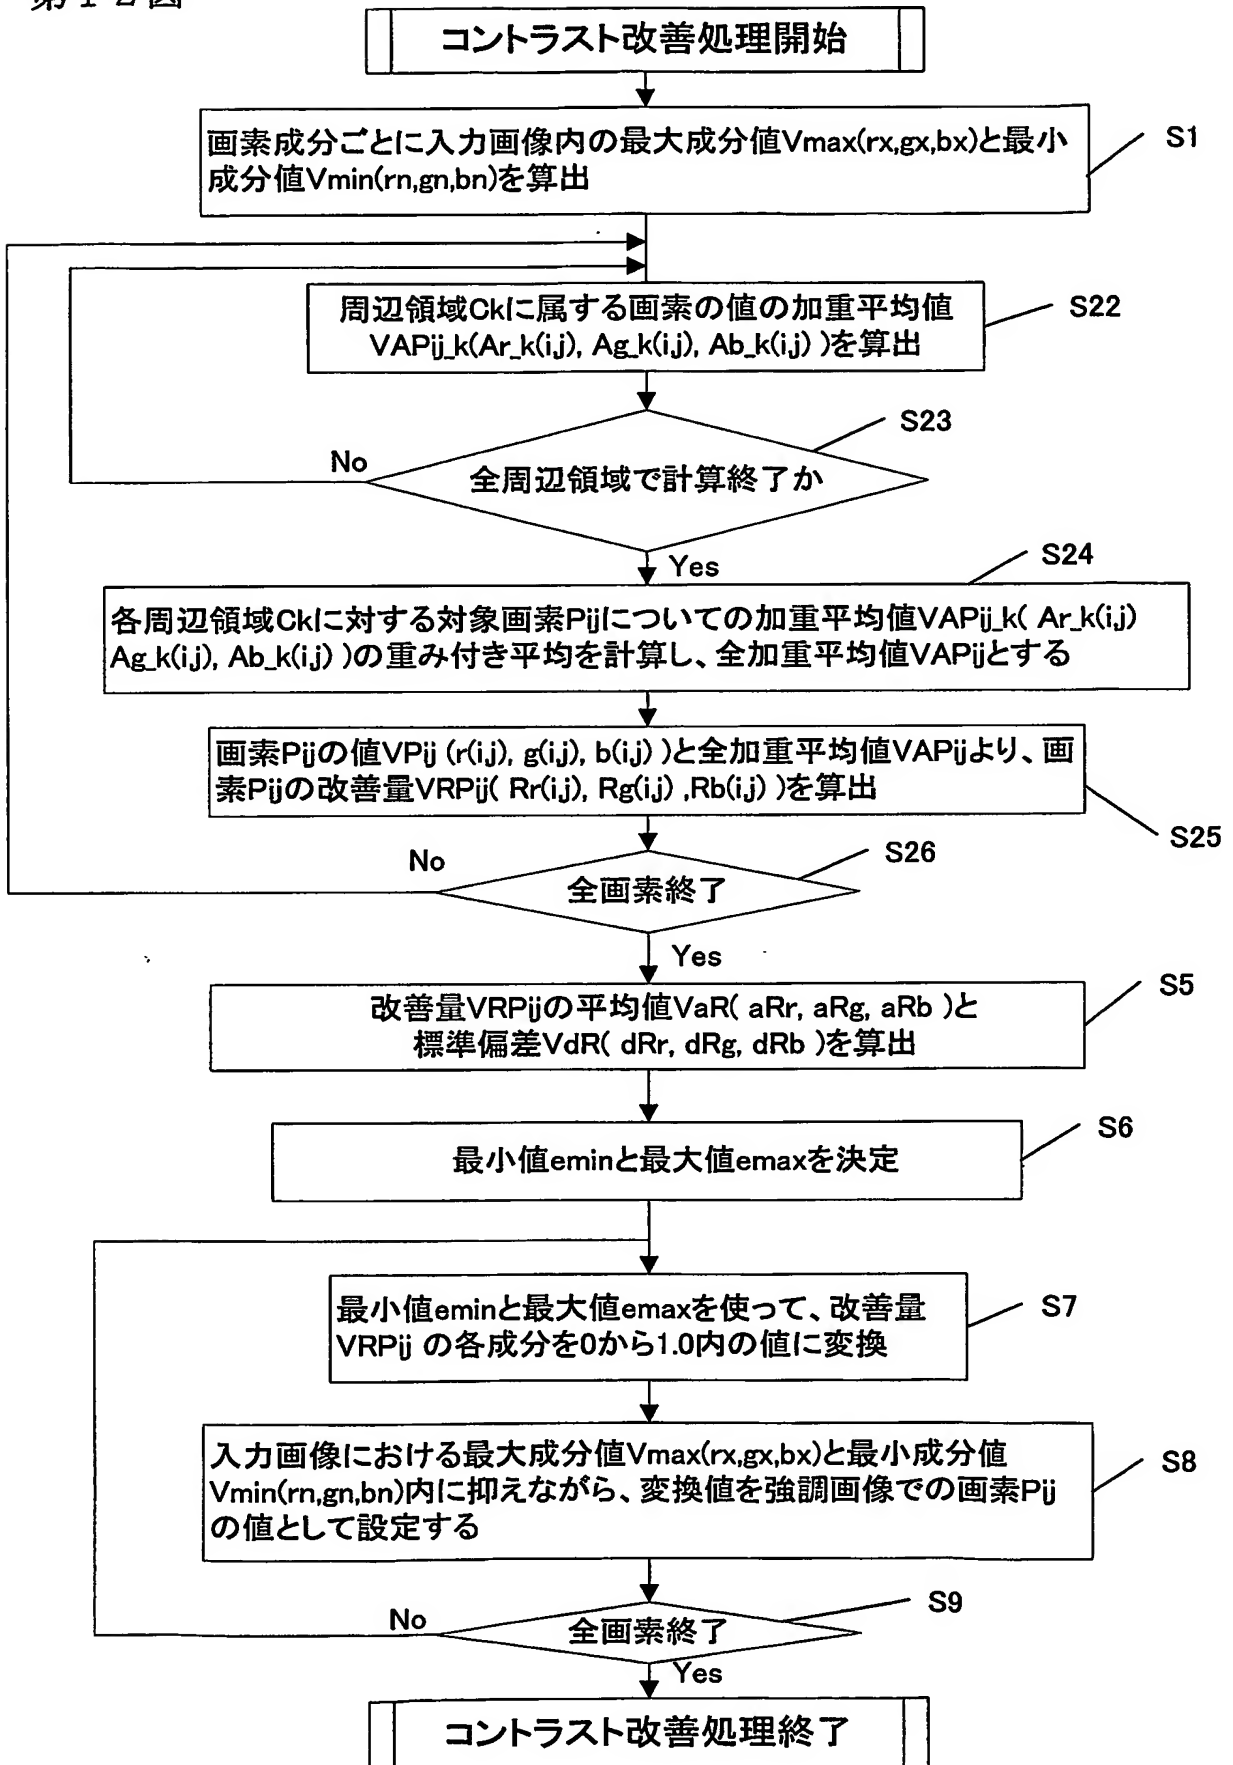 第12図
コントラスト改善処理開始
画素成分ごとに入力画像内の最大成分値Vmax(rx,gx,bx)と最小
成分値Vmin(rn,gn,bn)を算出
S1
周辺領域Ckに属する画素の値の加重平均値
VAPij_k(Ar_k(i,j), Ag_k(i,j), Ab_k(i,j) )を算出
S22
S23
No
全周辺領域で計算終了か
Yes
S24
各周辺領域Ckに対する対象画素Pijについての加重平均値VAPij_k( Ar_k(i,j)
Ag_k(i,j), Ab_k(i,j) )の重み付き平均を計算し、全加重平均値VAPijとする
画素Pijの値VPij (r(i,j), g(i,j), b(i,j) )と全加重平均値VAPijより、画
素Pijの改善量VRPij( Rr(i,j), Rg(i,j) ,Rb(i,j) )を算出
S25
No
S26
全画素終了
Yes
S5
改善量VRPijの平均値VaR( aRr, aRg, aRb )と
標準偏差VdR( dRr, dRg, dRb )を算出
S6
最小値eminと最大値emaxを決定
最小値eminと最大値emaxを使って、改善量
VRPij の各成分を0から1.0内の値に変換
S7
入力画像における最大成分値Vmax(rx,gx,bx)と最小成分値
Vmin(rn,gn,bn)内に抑えながら、変換値を強調画像での画素Pij
の値として設定する
S8
No
S9
全画素終了
Yes
コントラスト改善処理終了